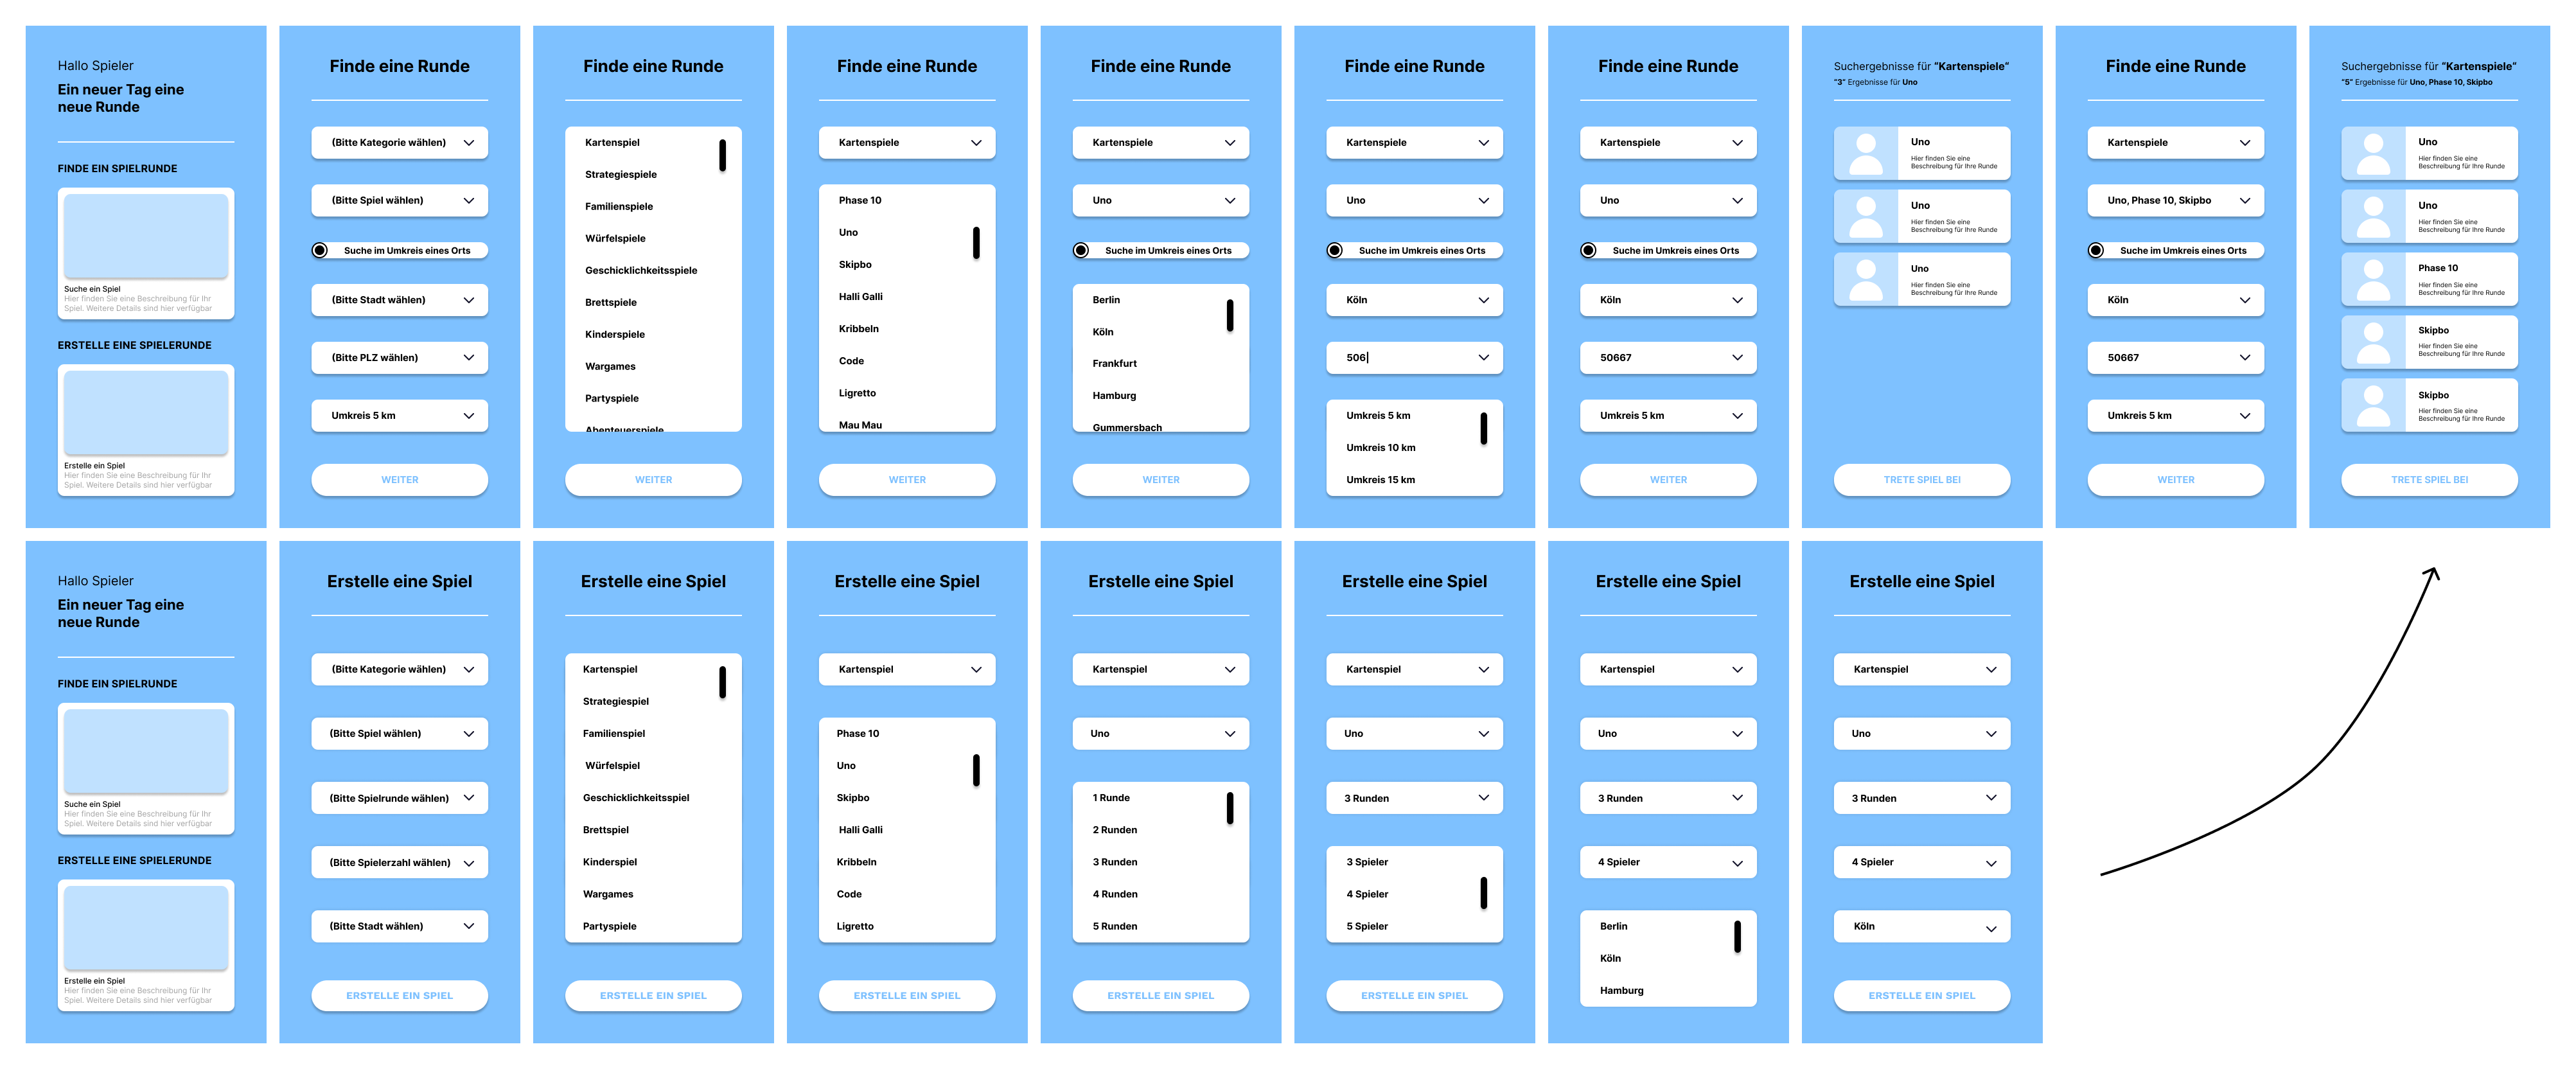 Hallo Spieler
Ein neuer Tag eine
neue Runde
FINDE EIN SPIELRUNDE
Suche ein Spiel
Hier finden Sie eine Beschreibung für Ihr
Spiel. Weitere Details sind hier verfügbar
ERSTELLE EINE SPIELERUNDE
Erstelle ein Spiel
Hier finden Sie eine Beschreibung für Ihr
Spiel. Weitere Details sind hier verfügbar
Finde eine Runde
(Bitte Kategorie wählen)
(Bitte Spiel wählen)
Suche im Umkreis eines Orts
(Bitte Stadt wählen)
(Bitte PLZ wählen)
Umkreis 5 km
WEITER
Finde eine Runde
Kartenspiel
Strategiespiele
Familienspiele
Würfelspiele
Geschicklichkeitsspiele
Brettspiele
Kinderspiele
Wargames
Partyspiele
Abenteuerspiele
WEITER
Finde eine Runde
Kartenspiele
Phase 10
Uno
Skipbo
Halli Galli
Kribbeln
Code
Ligretto
Mau Mau
WEITER
Finde eine Runde
Kartenspiele
Uno
Suche im Umkreis eines Orts
Berlin
Köln
Frankfurt
Hamburg
Gummersbach
WEITER
Finde eine Runde
Kartenspiele
Uno
Suche im Umkreis eines Orts
Köln
506|
Umkreis 5 km
Umkreis 10 km
Umkreis 15 km
Finde eine Runde
Kartenspiele
Uno
Suche im Umkreis eines Orts
Köln
50667
Umkreis 5 km
WEITER
Suchergebnisse für “Kartenspiele”
“3” Ergebnisse für Uno
Uno
Hier finden Sie eine
Beschreibung für Ihre Runde
Uno
Hier finden Sie eine
Beschreibung für Ihre Runde
Uno
Hier finden Sie eine
Beschreibung für Ihre Runde
TRETE SPIEL BEI
Finde eine Runde
Kartenspiele
Uno, Phase 10, Skipbo
Suche im Umkreis eines Orts
Köln
50667
Umkreis 5 km
WEITER
Suchergebnisse für “Kartenspiele”
“5” Ergebnisse für Uno, Phase 10, Skipbo
Uno
Hier finden Sie eine
Beschreibung für Ihre Runde
Uno
Hier finden Sie eine
Beschreibung für Ihre Runde
Phase 10
Hier finden Sie eine
Beschreibung für Ihre Runde
Skipbo
Hier finden Sie eine
Beschreibung für Ihre Runde
Skipbo
Hier finden Sie eine
Beschreibung für Ihre Runde
TRETE SPIEL BEI
Hallo Spieler
Ein neuer Tag eine
neue Runde
FINDE EIN SPIELRUNDE
Suche ein Spiel
Hier finden Sie eine Beschreibung für Ihr
Spiel. Weitere Details sind hier verfügbar
ERSTELLE EINE SPIELERUNDE
Erstelle ein Spiel
Hier finden Sie eine Beschreibung für Ihr
Spiel. Weitere Details sind hier verfügbar
Erstelle eine Spiel
(Bitte Kategorie wählen)
(Bitte Spiel wählen)
(Bitte Spielrunde wählen)
(Bitte Spielerzahl wählen)
(Bitte Stadt wählen)
ERSTELLE EIN SPIEL
Erstelle eine Spiel
Kartenspiel
Strategiespiel
Familienspiel
Würfelspiel
Geschicklichkeitsspiel
Brettspiel
Kinderspiel
Wargames
Partyspiele
ERSTELLE EIN SPIEL
Erstelle eine Spiel
Kartenspiel
Phase 10
Uno
Skipbo
Halli Galli
Kribbeln
Code
Ligretto
ERSTELLE EIN SPIEL
Erstelle eine Spiel
Kartenspiel
Uno
1 Runde
2 Runden
3 Runden
4 Runden
5 Runden
ERSTELLE EIN SPIEL
Erstelle eine Spiel
Kartenspiel
Uno
3 Runden
3 Spieler
4 Spieler
5 Spieler
ERSTELLE EIN SPIEL
Erstelle eine Spiel
Kartenspiel
Uno
3 Runden
4 Spieler
Berlin
Köln
Hamburg
Erstelle eine Spiel
Kartenspiel
Uno
3 Runden
4 Spieler
Köln
ERSTELLE EIN SPIEL